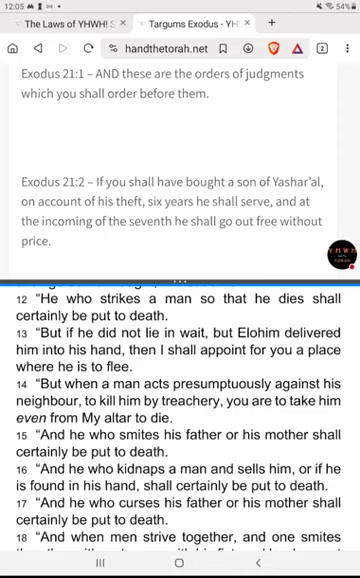 12:05
54%
The Laws of YHWH! S
Targums Exodus - YH
handthetorah.net
2
Exodus 21:1 – AND these are the orders of judgments
which you shall order before them.
Exodus 21:2 – If you shall have bought a son of Yashar'al,
on account of his theft, six years he shall serve, and at
the incoming of the seventh he shall go out free without
price.
YHWH
12 “He who strikes a man so that he dies shall
certainly be put to death.
13 “But if he did not lie in wait, but Elohim delivered
him into his hand, then I shall appoint for you a place
where he is to flee.
14 “But when a man acts presumptuously against his
neighbour, to kill him by treachery, you are to take him
even from My altar to die.
15 “And he who smites his father or his mother shall
certainly be put to death.
16 “And he who kidnaps a man and sells him, or if he
is found in his hand, shall certainly be put to death.
17 “And he who curses his father or his mother shall
certainly be put to death.
18 “And when men strive together, and one smites